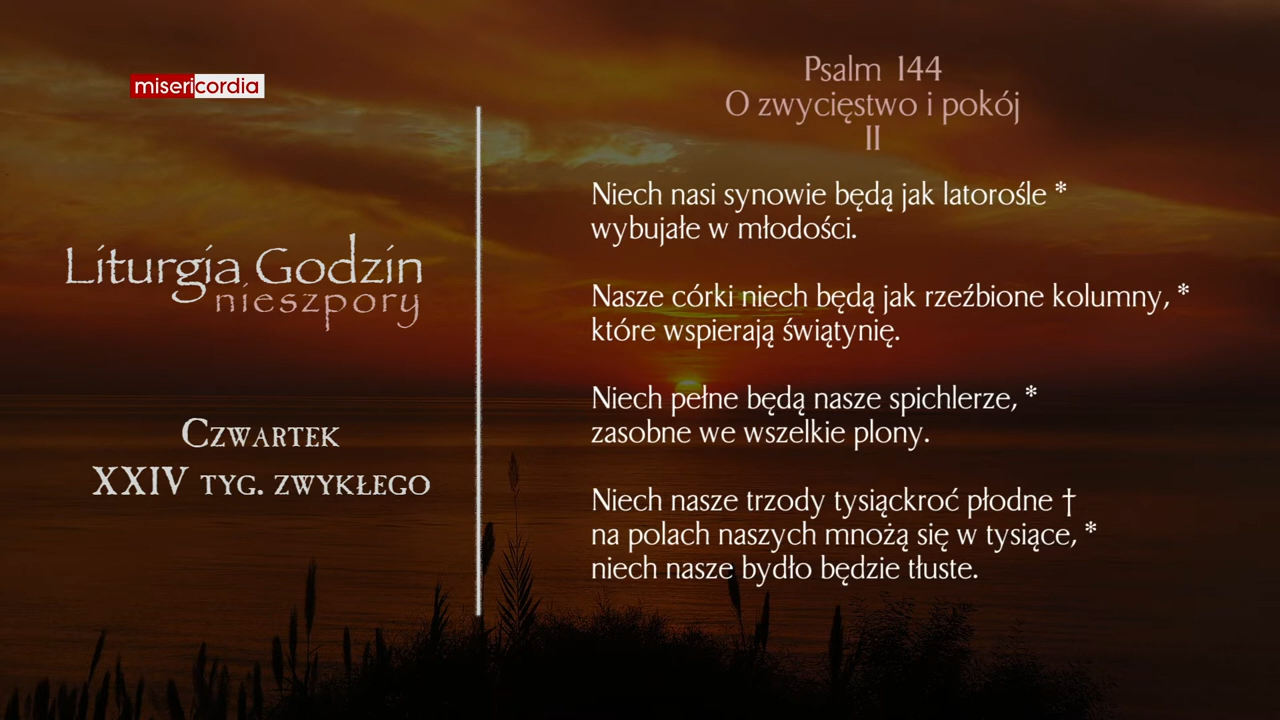 misericordia
Liturgia Godzin
nieszpory
Czwartek
XXIV tyg. zwykłego
Psalm 144
O zwycięstwo i pokój
II
Niech nasi synowie będą jak latorośle *
wybujałe w młodości.
Nasze córki niech będą jak rzeźbione kolumny, *
które wspierają świątynię.
Niech pełne będą nasze spichlerze, *
zasobne we wszelkie plony.
Niech nasze trzody tysiąckroć płodne †
na polach naszych mnożą się w tysiące, *
niech nasze bydło będzie tłuste.